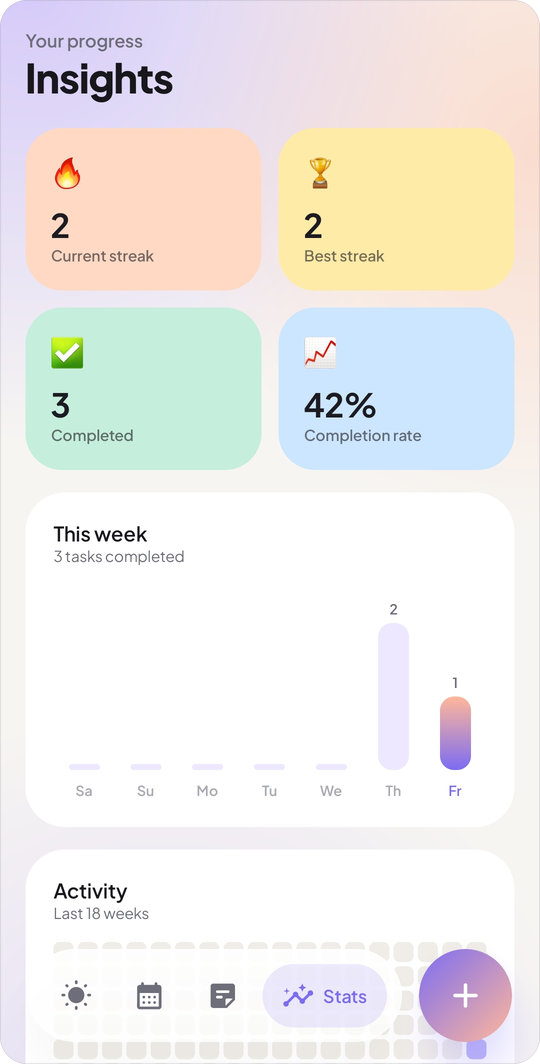 Your progress
Insights
2
Current streak
2
Best streak
3
Completed
42%
Completion rate
This week
3 tasks completed
2
1
Sa Su Mo Tu We Th Fr
Activity
Last 18 weeks
Stats